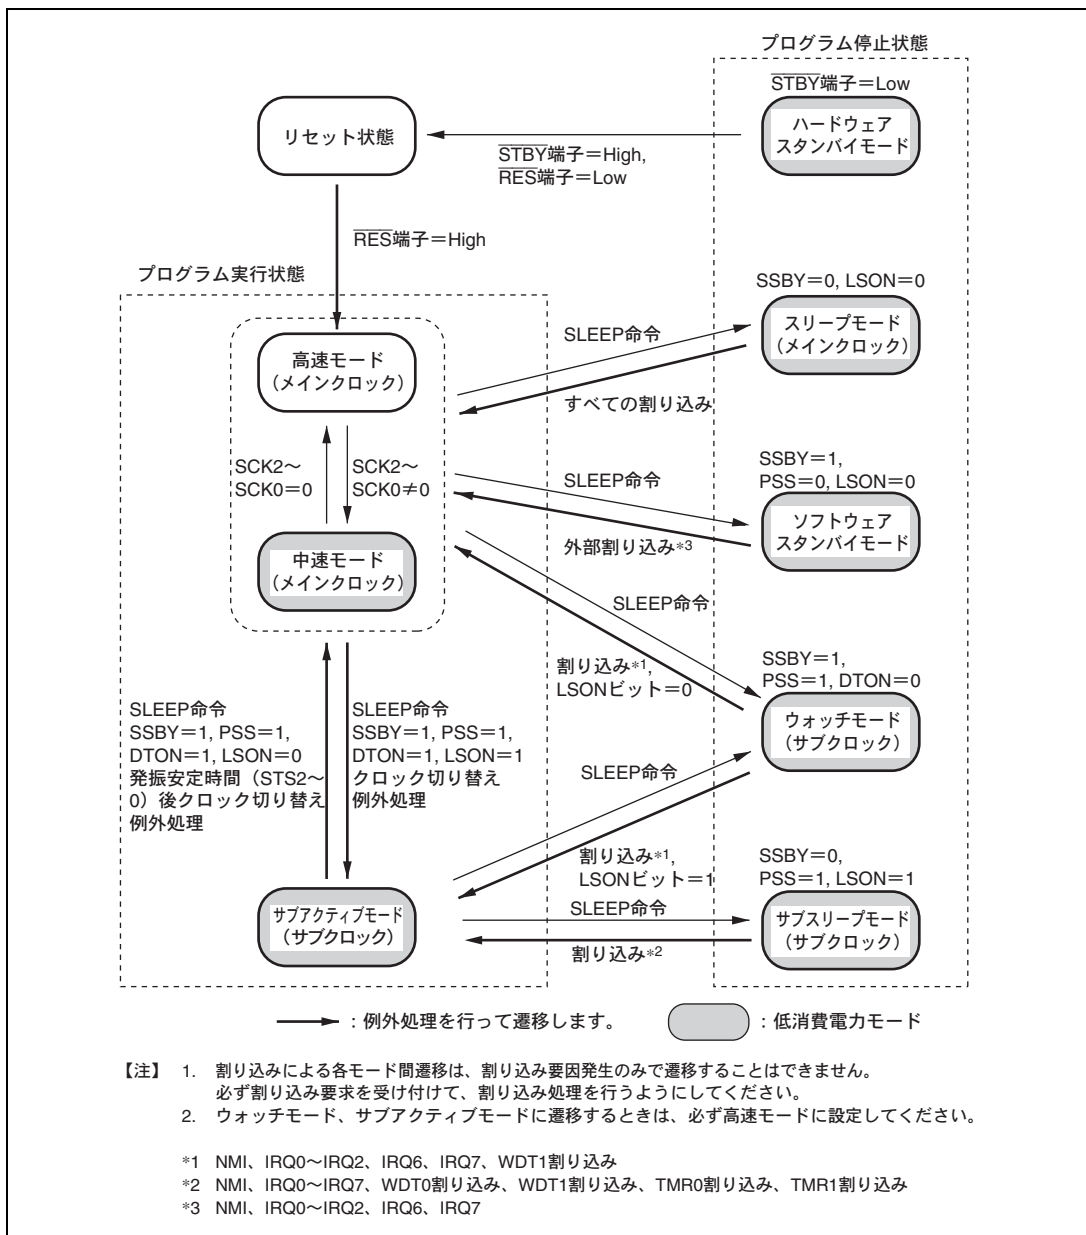 プログラム停止状態
STBY端子＝Low
ハードウェア
スタンバイモード
リセット状態
STBY端子＝High,
RES端子＝Low
RES端子＝High
プログラム実行状態
SSBY＝0, LSON＝0
スリープモード
（メインクロック）
SLEEP命令
すべての割り込み
高速モード
（メインクロック）
SCK2～
SCK0＝0
SCK2～
SCK0≠0
中速モード
（メインクロック）
SSBY＝1,
PSS＝0, LSON＝0
ソフトウェア
スタンバイモード
SLEEP命令
外部割り込み*3
SLEEP命令
割り込み*1,
LSONビット＝0
SSBY＝1,
PSS＝1, DTON＝0
ウォッチモード
（サブクロック）
SLEEP命令
SSBY＝1, PSS＝1,
DTON＝1, LSON＝0
発振安定時間（STS2～
0）後クロック切り替え
例外処理
SLEEP命令
SSBY＝1, PSS＝1,
DTON＝1, LSON＝1
クロック切り替え
例外処理
SLEEP命令
割り込み*1,
LSONビット＝1
SSBY＝0,
PSS＝1, LSON＝1
サブアクティブモード
（サブクロック）
SLEEP命令
割り込み*2
サブスリープモード
（サブクロック）
：例外処理を行って遷移します。
：低消費電力モード
【注】 1. 割り込みによる各モード間遷移は、割り込み要因発生のみで遷移することはできません。
必ず割り込み要求を受け付けて、割り込み処理を行うようにしてください。
2. ウォッチモード、サブアクティブモードに遷移するときは、必ず高速モードに設定してください。
*1 NMI、IRQ0～IRQ2、IRQ6、IRQ7、WDT1割り込み
*2 NMI、IRQ0～IRQ7、WDT0割り込み、WDT1割り込み、TMR0割り込み、TMR1割り込み
*3 NMI、IRQ0～IRQ2、IRQ6、IRQ7